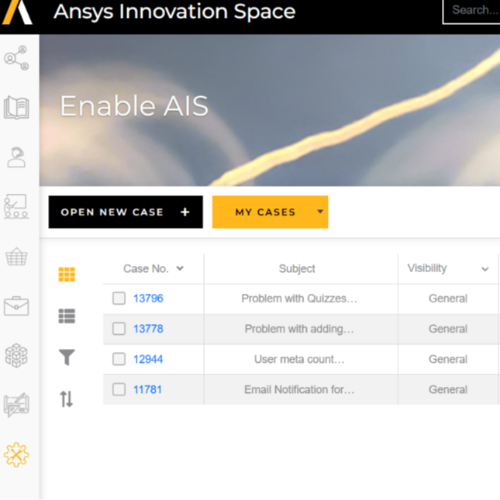 Ansys Innovation Space
Search...
Enable AIS
OPEN NEW CASE +
MY CASES
Case No. Subject Visibility
13796 Problem with Quizzes... General
13778 Problem with adding... General
12944 User meta count... General
11781 Email Notification for... General